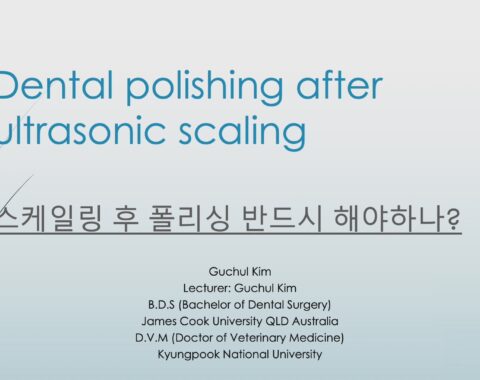 Dental polishing after
ultrasonic scaling
스케일링 후 폴리싱 반드시 해야하나?
Guchul Kim
Lecturer: Guchul Kim
B.D.S (Bachelor of Dental Surgery)
James Cook University QLD Australia
D.V.M (Doctor of Veterinary Medicine)
Kyungpook National University